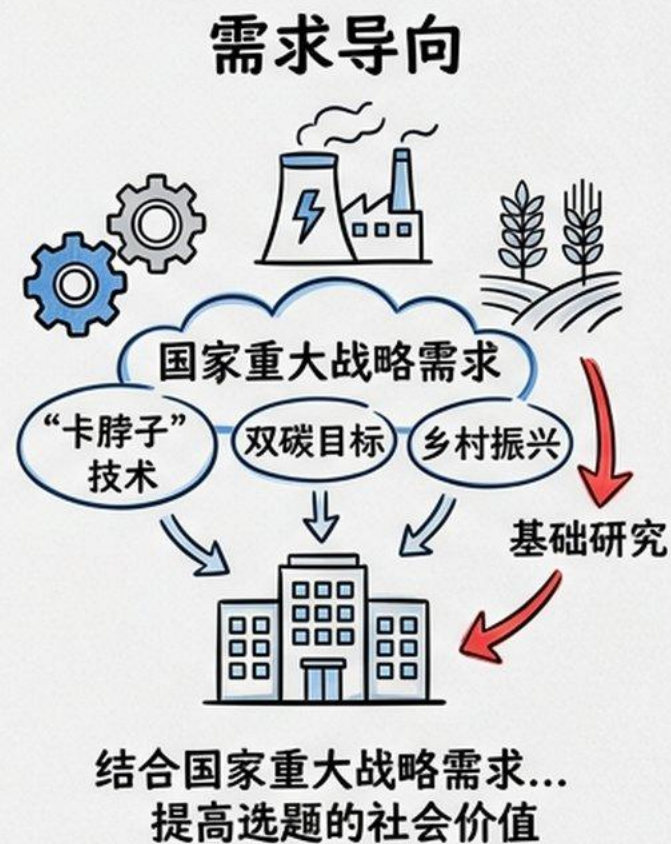 需求导向
国家重大战略需求
“卡脖子”
技术
双碳目标
乡村振兴
基础研究
结合国家重大战略需求...
提高选题的社会价值